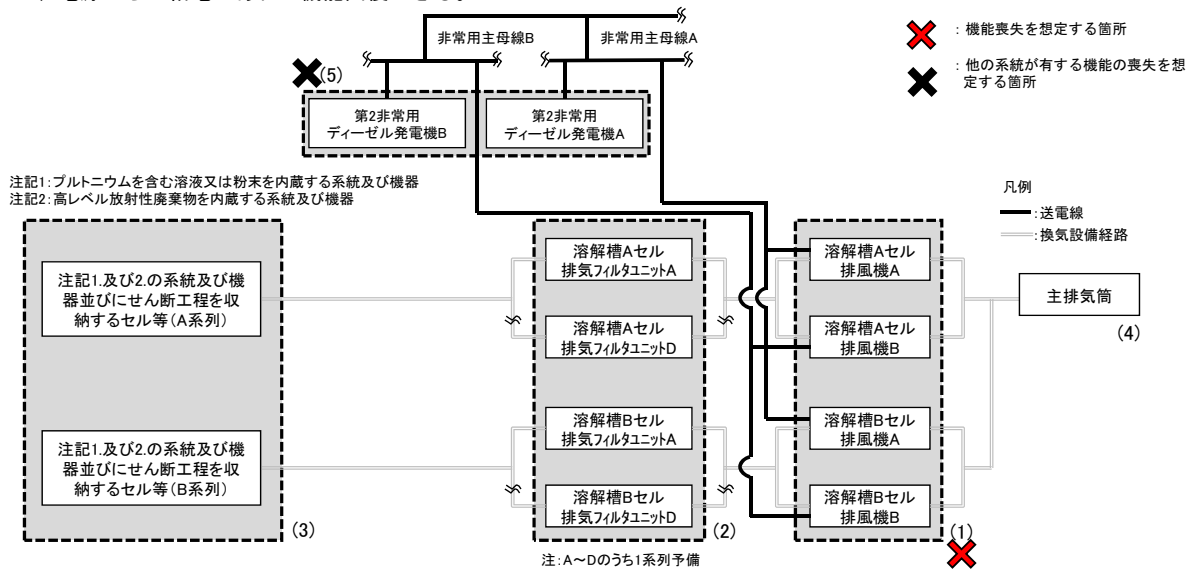 非常用主母線B
非常用主母線A
：機能喪失を想定する箇所
：他の系統が有する機能の喪失を想
定する箇所
(5)
第2非常用
ディーゼル発電機B
第2非常用
ディーゼル発電機A
注記1：プルトニウムを含む溶液又は粉末を内蔵する系統及び機器
注記2：高レベル放射性廃棄物を内蔵する系統及び機器
凡例
：送電線
：換気設備経路
注記1.及び2.の系統及び機
器並びにせん断工程を収
納するセル等(A系列)
溶解槽Aセル
排気フィルタユニットA
溶解槽Aセル
排風機A
主排気筒
(4)
溶解槽Aセル
排気フィルタユニットD
溶解槽Aセル
排風機B
注記1.及び2.の系統及び機
器並びにせん断工程を収
納するセル等(B系列)
溶解槽Bセル
排気フィルタユニットA
溶解槽Bセル
排風機A
溶解槽Bセル
排気フィルタユニットD
溶解槽Bセル
排風機B
(3)
(2)
(1)
注：A～Dのうち1系列予備